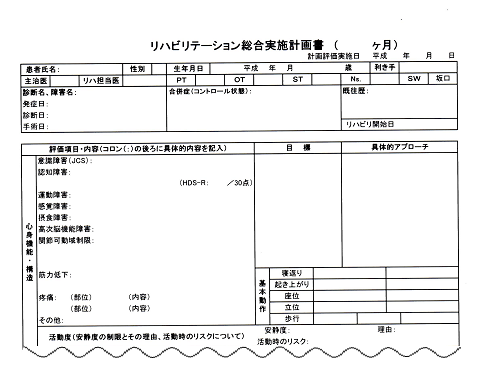 リハビリテーション総合実施計画書 (　　ヶ月)
計画評価実施日　平成　年　月　日
患者氏名:　性別　生年月日　平成　年　月　歳　利き手
主治医　リハ担当医　PT　OT　ST　Ns.　SW　坂口
診断名、障害名:　合併症(コントロール状態):　既往歴:
発症日:
診断日:
手術日:　リハビリ開始日
評価項目・内容(コロン(:)の後ろに具体的内容を記入)　目　標　具体的アプローチ
心身機能・構造
意識障害(JCS):
認知障害:
(HDS-R:　/30点)
運動障害:
感覚障害:
摂食障害:
高次脳機能障害:
関節可動域制限:
筋力低下:
疼痛:　(部位)　(内容)
(部位)　(内容)
その他:
基本動作
寝返り
起き上がり
座位
立位
歩行
活動度(安静度の制限とその理由、活動時のリスクについて)　安静度:　理由:
活動時のリスク: